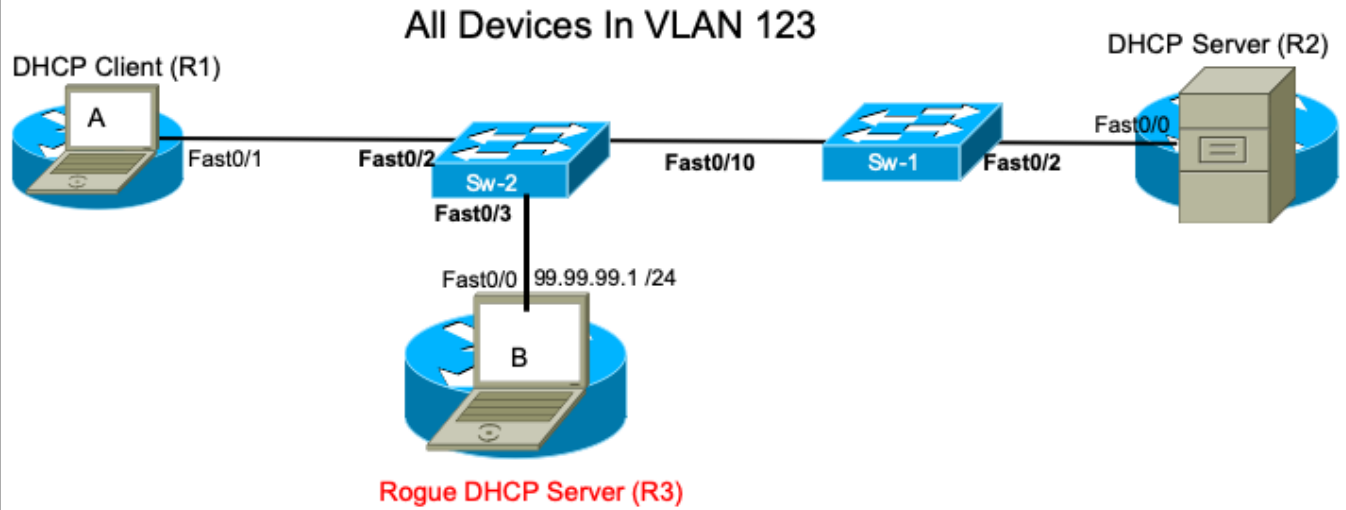 All Devices In VLAN 123
DHCP Client (R1)
DHCP Server (R2)
A
Fast0/1
Fast0/2
Sw-2
Fast0/3
Fast0/10
Sw-1
Fast0/2
Fast0/0
Fast0/0
99.99.99.1 /24
B
Rogue DHCP Server (R3)